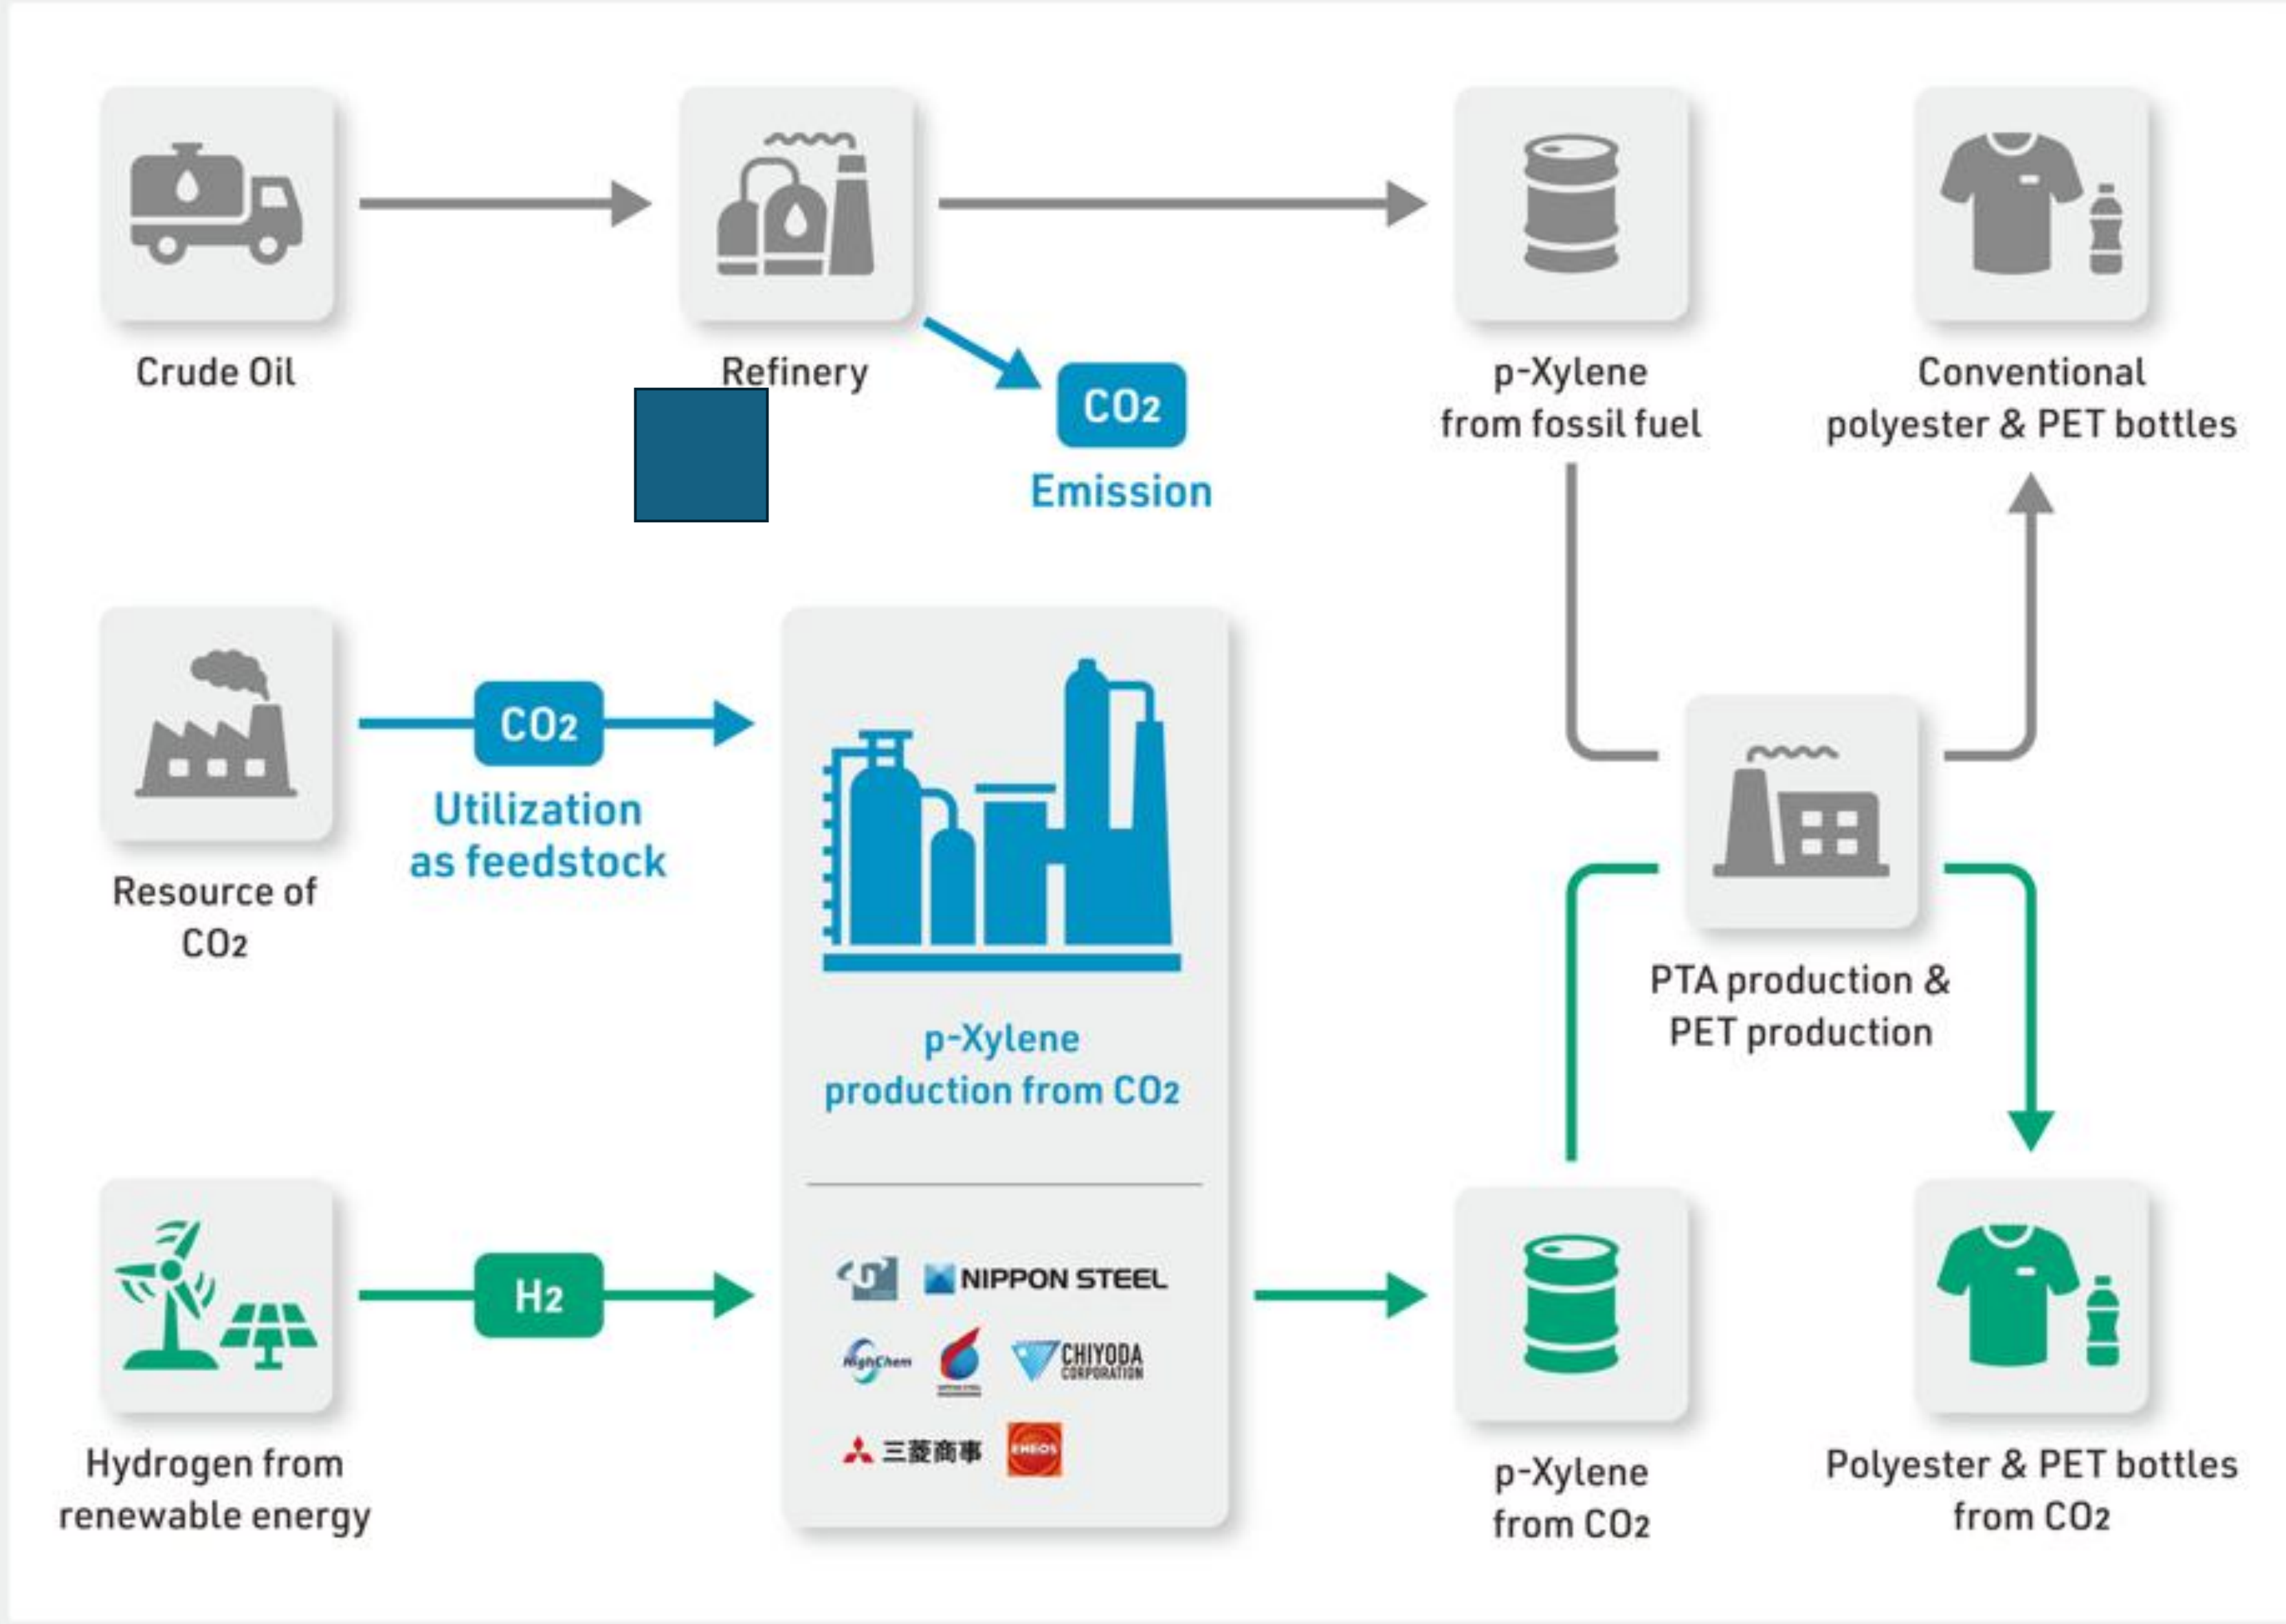 Crude Oil
Refinery
CO2
Emission
p-Xylene
from fossil fuel
Conventional
polyester & PET bottles
Resource of
CO2
CO2
Utilization
as feedstock
p-Xylene
production from CO2
PTA production &
PET production
NIPPON STEEL
HighChem
CHIYODA
CORPORATION
三菱商事
ENEOS
Hydrogen from
renewable energy
H2
p-Xylene
from CO2
Polyester & PET bottles
from CO2